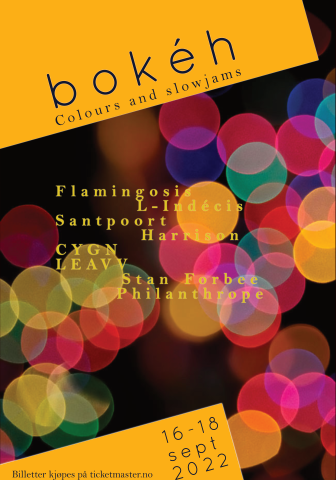 bokéh
Colours and slowjams
Flamingosis
L-Indécis
Santpoort
Harrison
CYGN
LEAVV
Stan Forbee
Philanthrope
16-18
sept
2022
Billetter kjøpes på ticketmaster.no